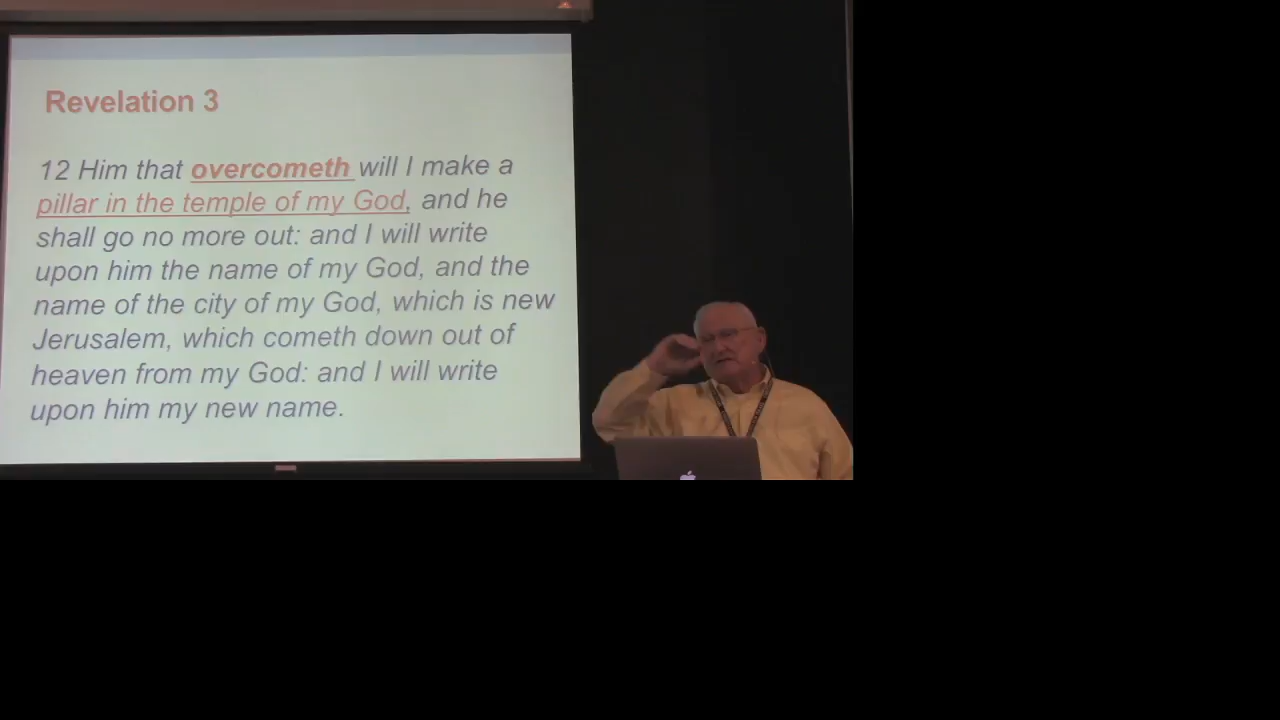 Revelation 3
12 Him that overcometh will I make a
pillar in the temple of my God, and he
shall go no more out: and I will write
upon him the name of my God, and the
name of the city of my God, which is new
Jerusalem, which cometh down out of
heaven from my God: and I will write
upon him my new name.